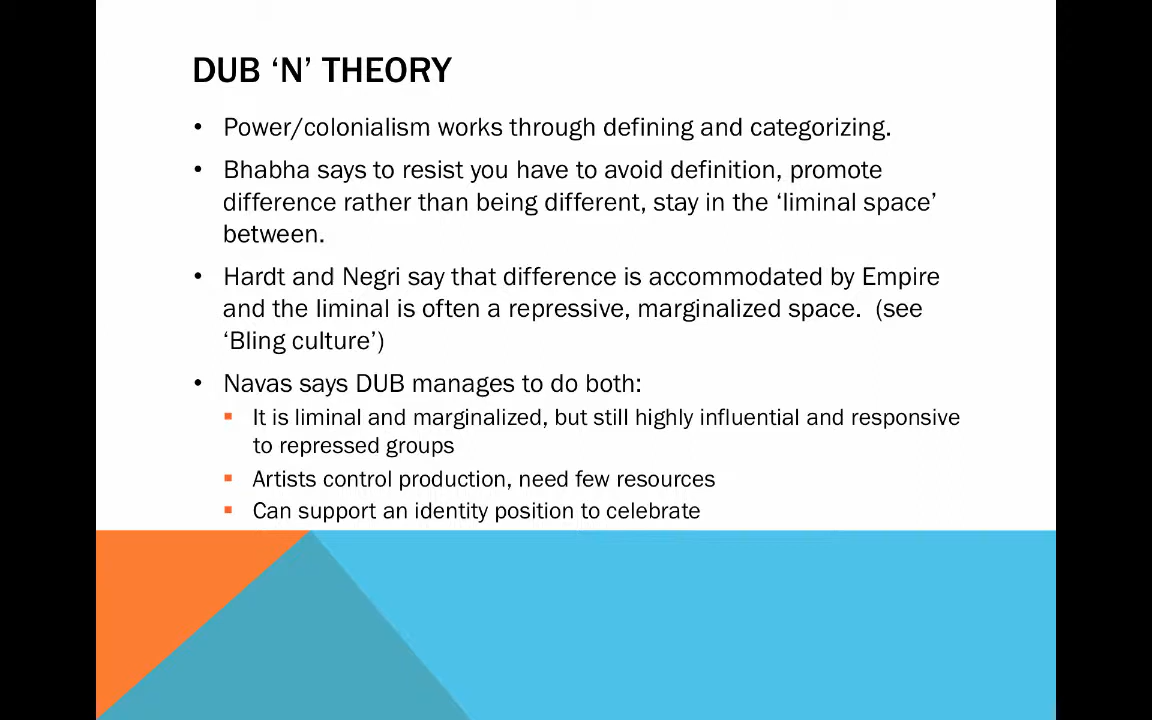 DUB ‘N’ THEORY
• Power/colonialism works through defining and categorizing.
• Bhabha says to resist you have to avoid definition, promote
difference rather than being different, stay in the ‘liminal space’
between.
• Hardt and Negri say that difference is accommodated by Empire
and the liminal is often a repressive, marginalized space.  (see
‘Bling culture’)
• Navas says DUB manages to do both:
▪ It is liminal and marginalized, but still highly influential and responsive
to repressed groups
▪ Artists control production, need few resources
▪ Can support an identity position to celebrate